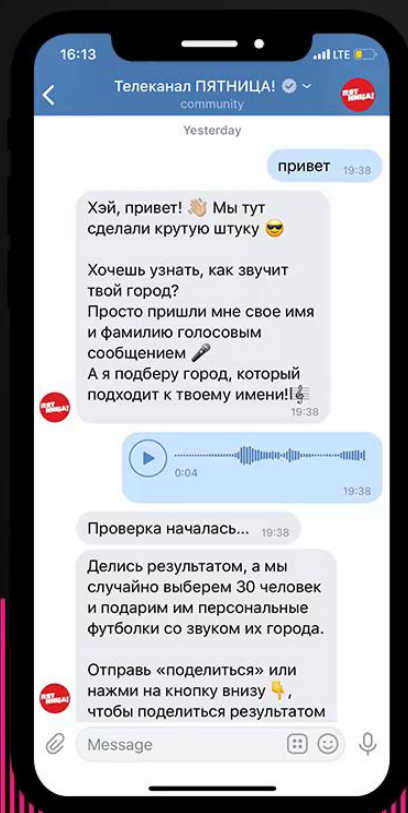 16:13
LTE
Телеканал ПЯТНИЦА!
community
ПЯТНИЦА!
Yesterday
привет 19:38
Хэй, привет! 👋🏼 Мы тут
сделали крутую штуку 😎
Хочешь узнать, как звучит
твой город?
Просто пришли мне свое имя
и фамилию голосовым
сообщением 🎤
А я подберу город, который
подходит к твоему имени!🎼
19:38
ПЯТНИЦА!
0:04
19:38
Проверка началась... 19:38
Делись результатом, а мы
случайно выберем 30 человек
и подарим им персональные
футболки со звуком их города.
Отправь «поделиться» или
нажми на кнопку внизу 👇,
чтобы поделиться результатом
ПЯТНИЦА!
Message